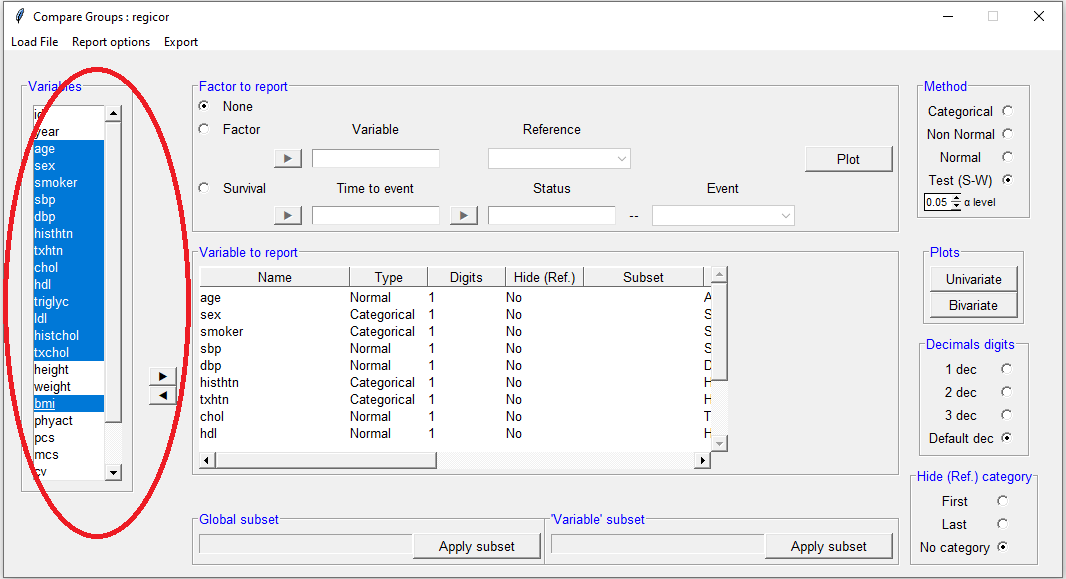 Compare Groups : regicor
Load File Report options Export
Variables
id
year
age
sex
smoker
sbp
dbp
histhtn
txhtn
chol
hdl
triglyc
ldl
histchol
txchol
height
weight
bmi
phyact
pcs
mcs
cv
Factor to report
None
Factor Variable Reference
Plot
Survival Time to event Status Event
--
Variable to report
Name Type Digits Hide (Ref.) Subset
age Normal 1 No A
sex Categorical 1 No S
smoker Categorical 1 No S
sbp Normal 1 No S
dbp Normal 1 No D
histhtn Categorical 1 No H
txhtn Categorical 1 No H
chol Normal 1 No T
hdl Normal 1 No H
Global subset
Apply subset
'Variable' subset
Apply subset
Method
Categorical
Non Normal
Normal
Test (S-W)
0.05 α level
Plots
Univariate
Bivariate
Decimals digits
1 dec
2 dec
3 dec
Default dec
Hide (Ref.) category
First
Last
No category